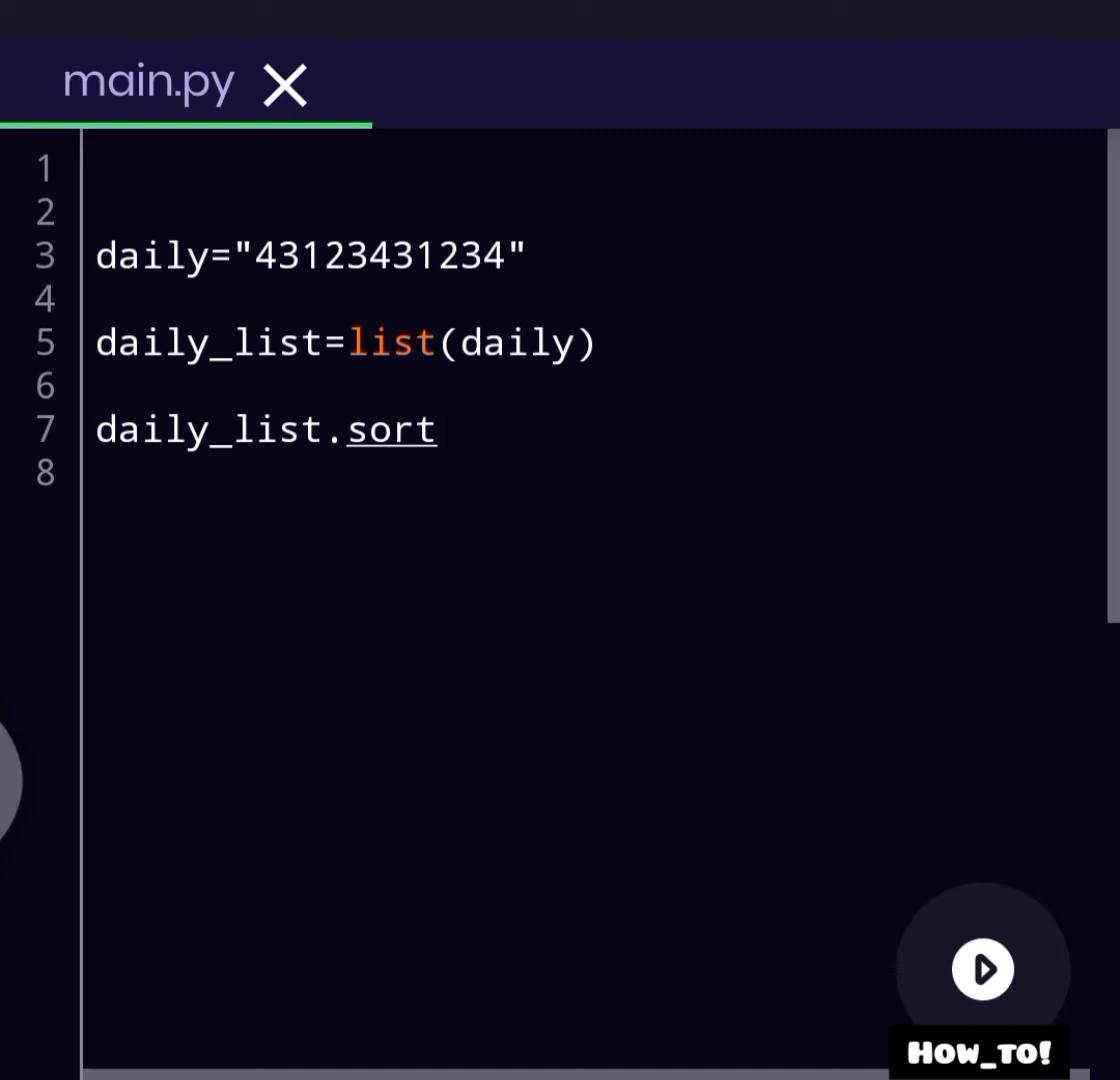 main.py
1
2
3 daily="43123431234"
4
5 daily_list=list(daily)
6
7 daily_list.sort
8
How_to!